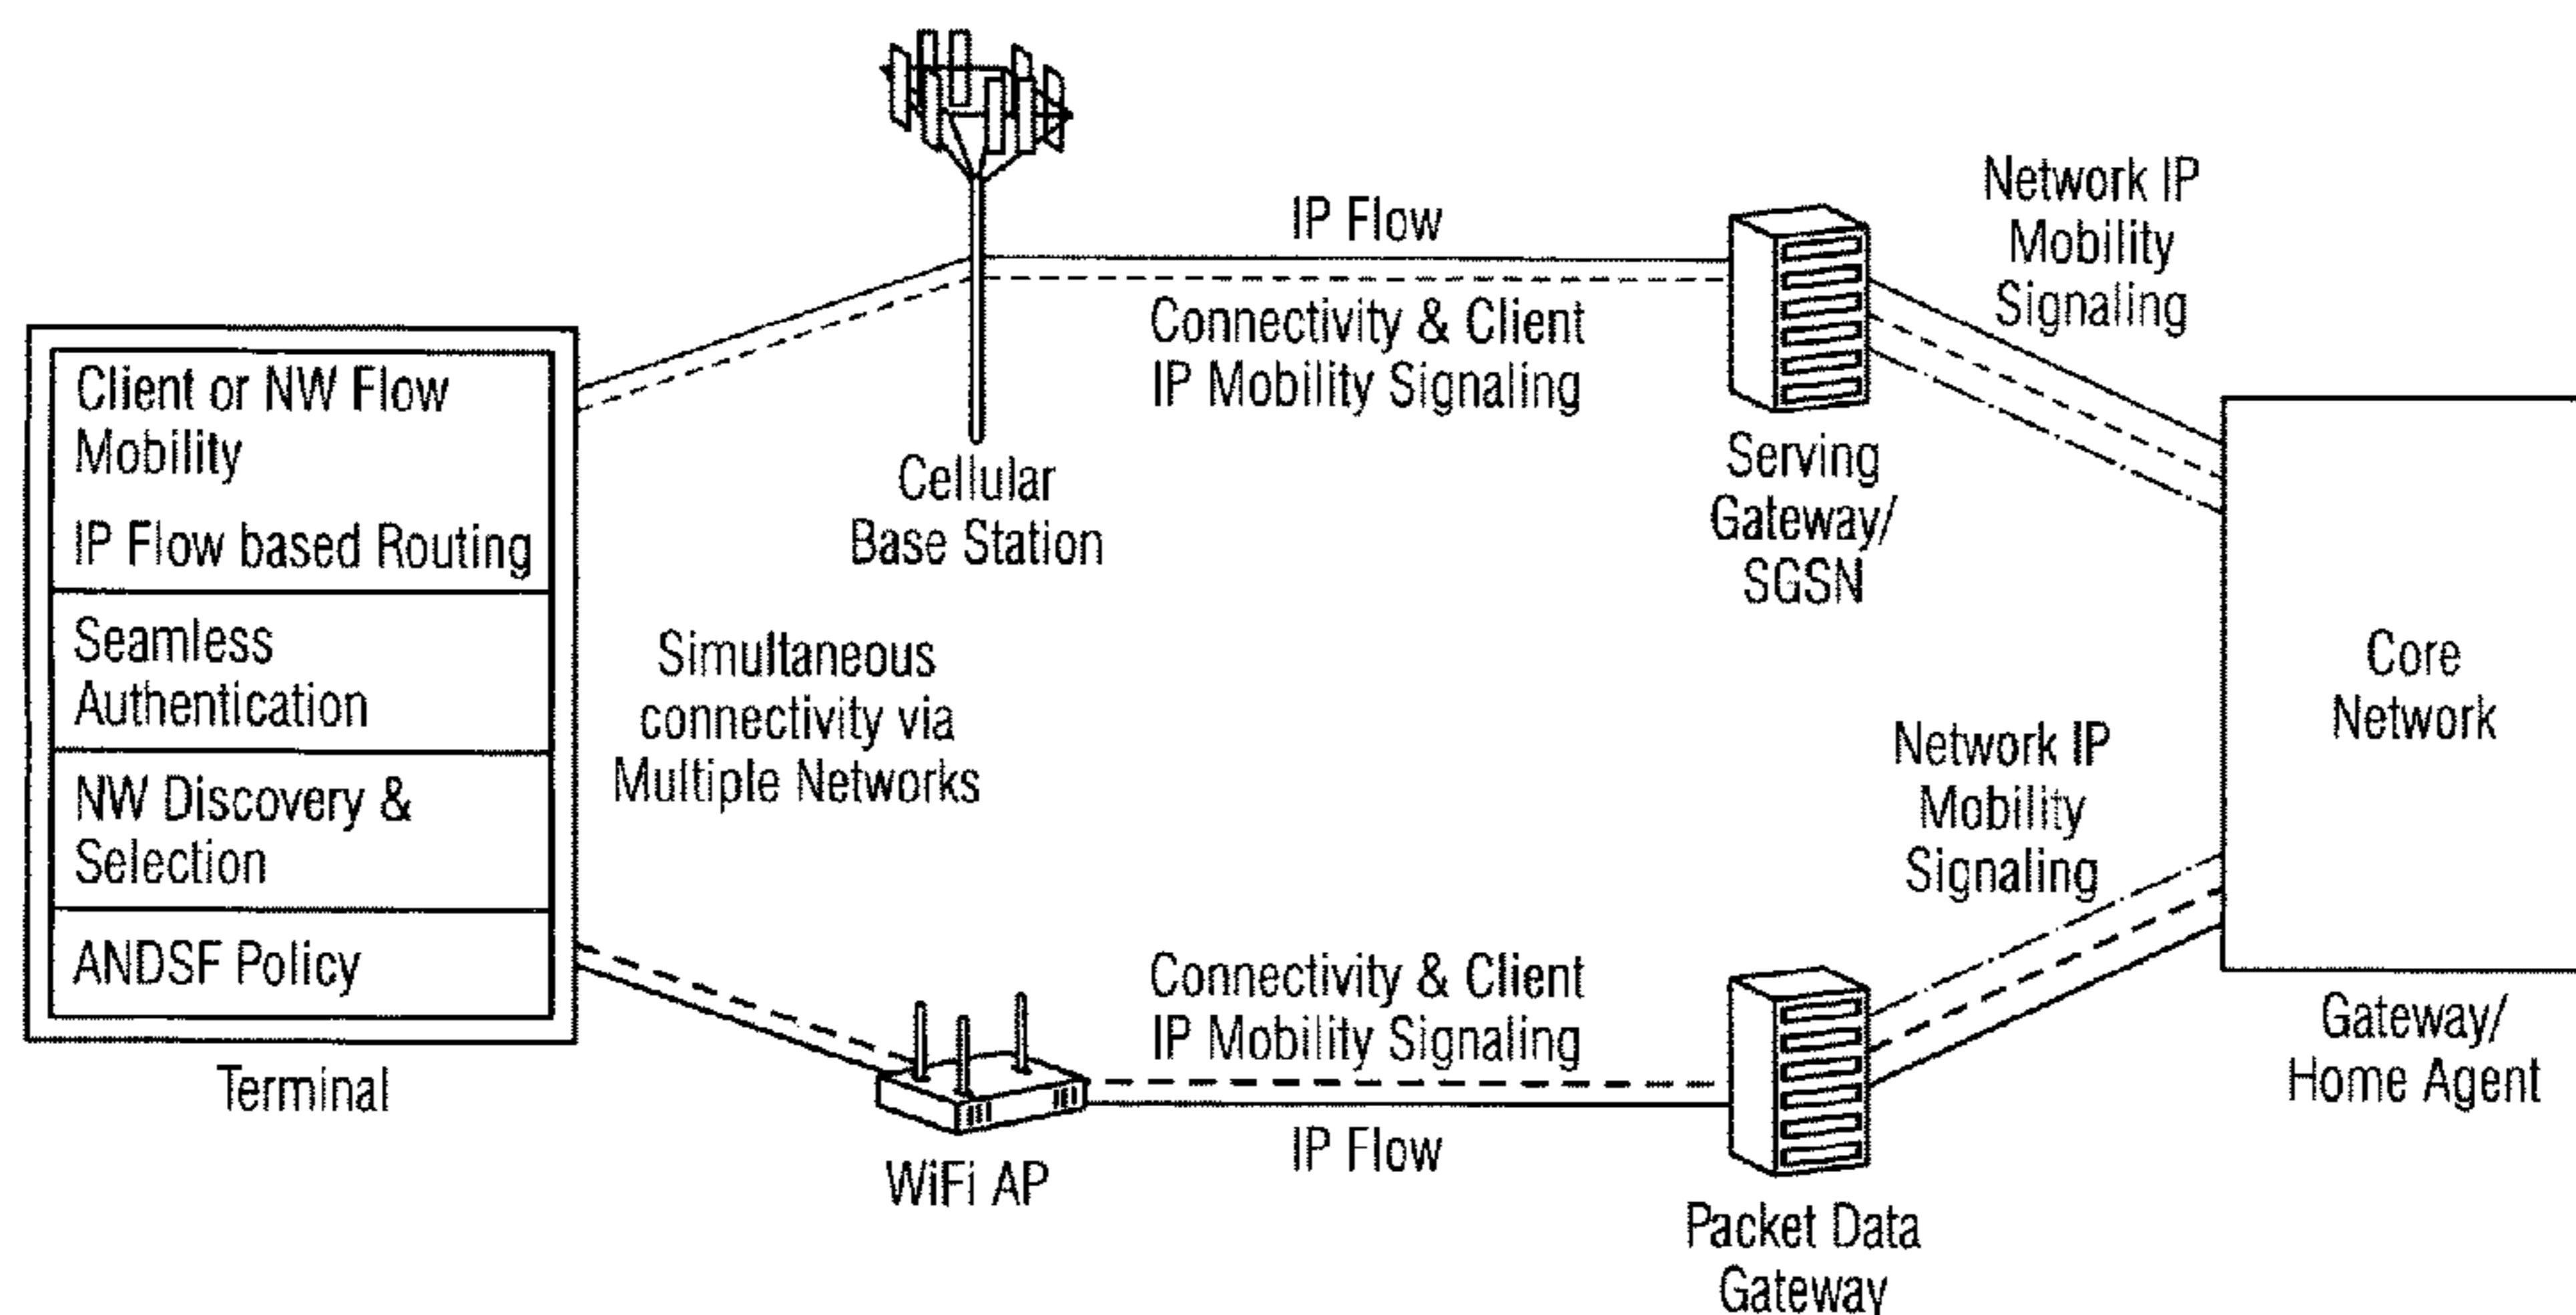 Client or NW Flow
Mobility
IP Flow based Routing
Seamless
Authentication
NW Discovery &
Selection
ANDSF Policy
Terminal
Simultaneous
connectivity via
Multiple Networks
Cellular
Base Station
WiFi AP
IP Flow
Connectivity & Client
IP Mobility Signaling
Connectivity & Client
IP Mobility Signaling
IP Flow
Serving
Gateway/
SGSN
Packet Data
Gateway
Network IP
Mobility
Signaling
Network IP
Mobility
Signaling
Core
Network
Gateway/
Home Agent